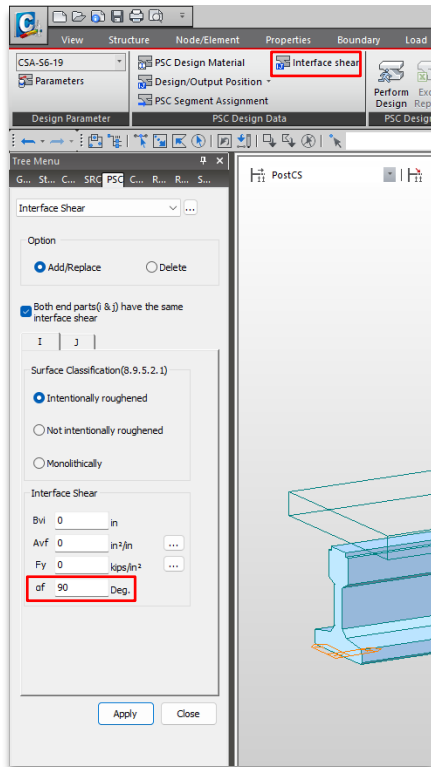 View Structure Node/Element Properties Boundary Load
CSA-S6-19
Parameters
PSC Design Material
Design/Output Position
PSC Segment Assignment
Interface shear
Perform
Design
Design Parameter
PSC Design Data
PSC Design
Tree Menu
G... St... C... SRC PSC C... R... R... S...
PostCS
Interface Shear
Option
Add/Replace Delete
Both end parts(i & j) have the same
interface shear
I J
Surface Classification(8.9.5.2.1)
Intentionally roughened
Not intentionally roughened
Monolithically
Interface Shear
Bvi 0 in
Avf 0 in²/in ...
Fy 0 kips/in² ...
αf 90 Deg.
Apply Close